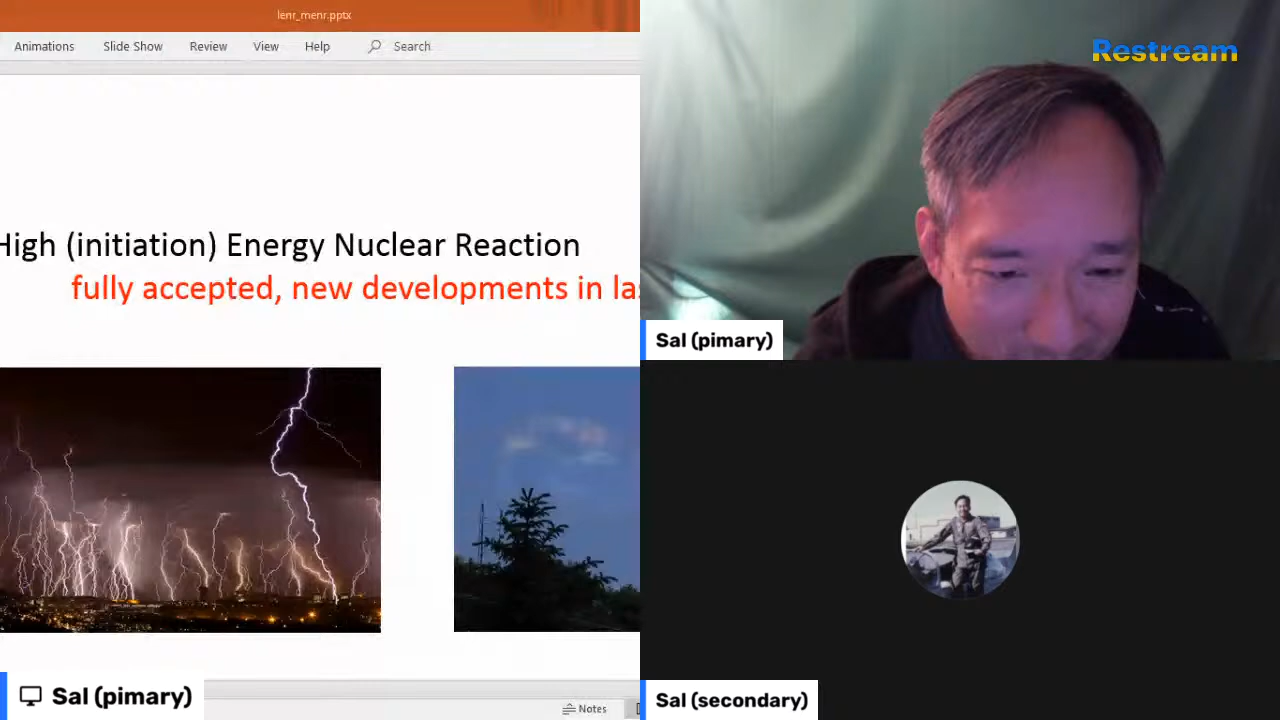 lenr_menr.pptx
Animations Slide Show Review View Help Search
High (initiation) Energy Nuclear Reaction
fully accepted, new developments in
Notes
Sal (pimary)
Restream
Sal (pimary)
Sal (secondary)